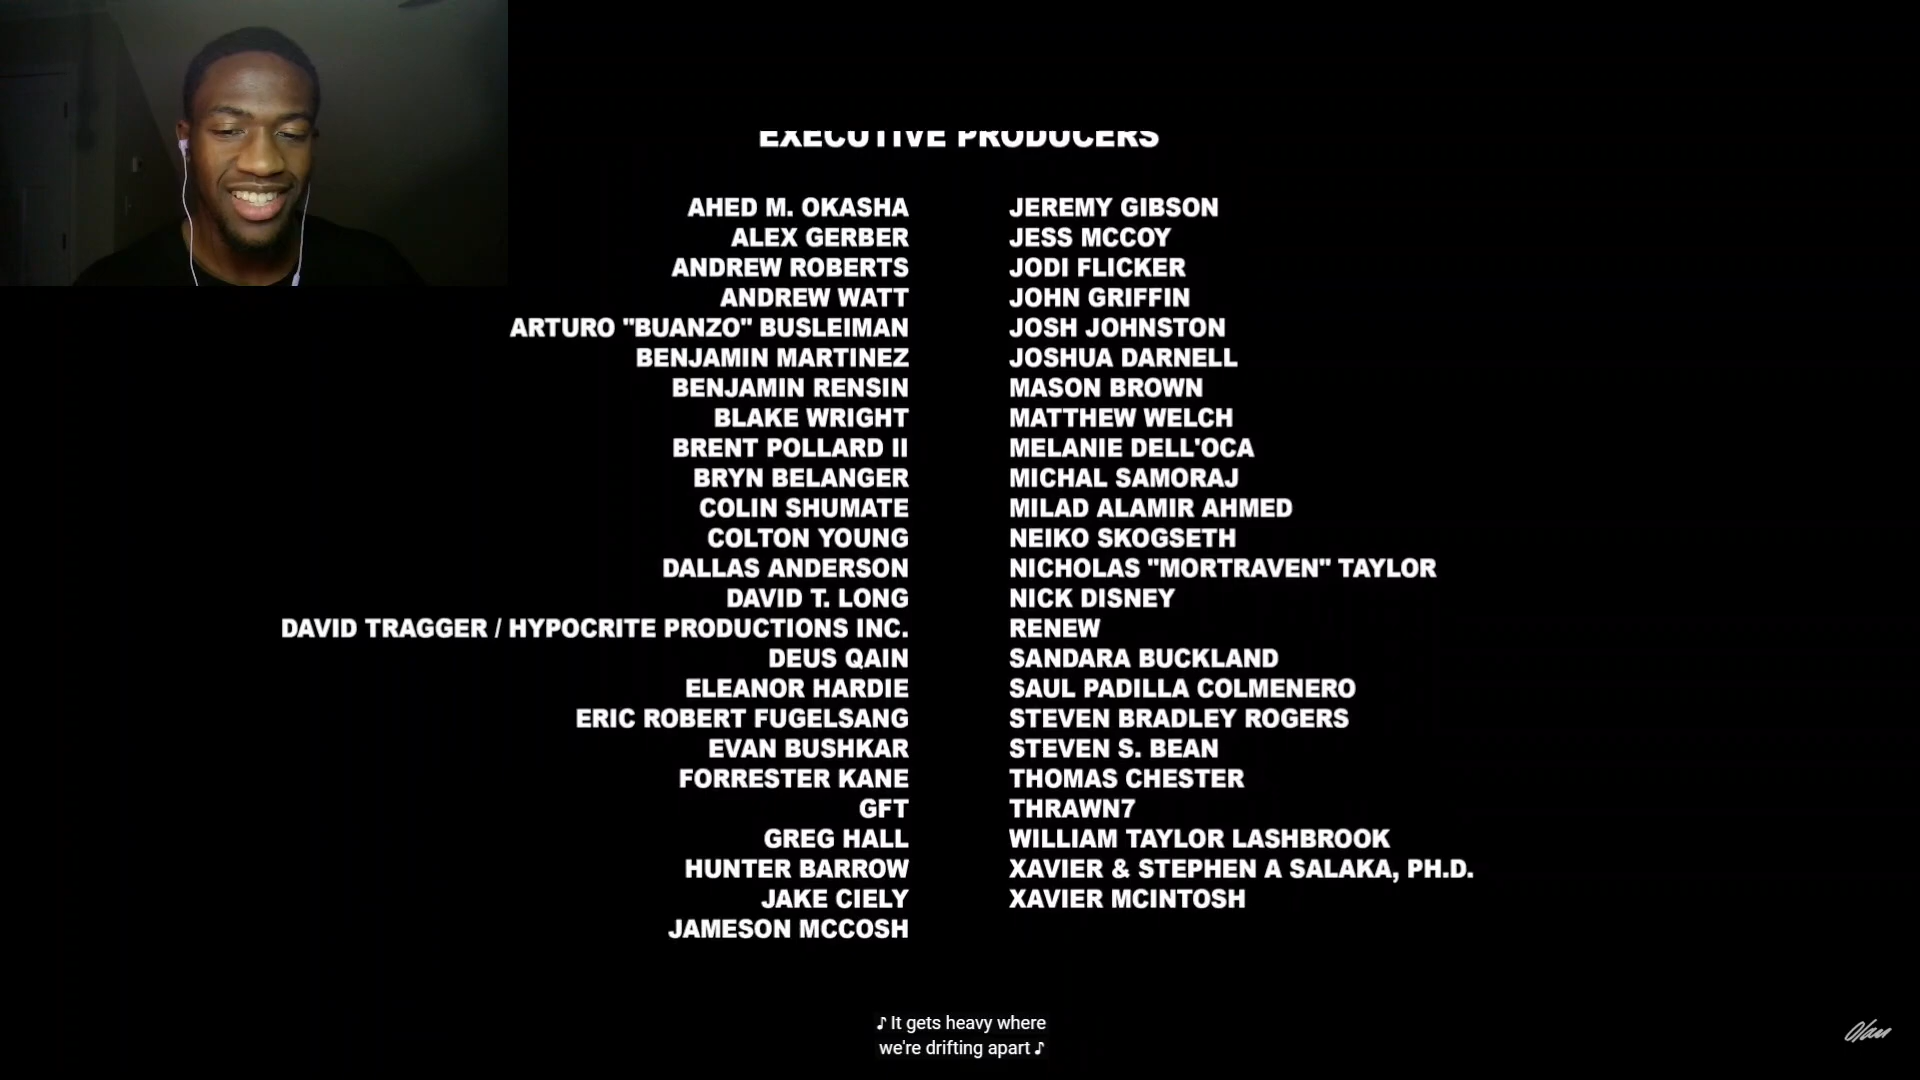 EXECUTIVE PRODUCERS
AHED M. OKASHA
ALEX GERBER
ANDREW ROBERTS
ANDREW WATT
ARTURO "BUANZO" BUSLEIMAN
BENJAMIN MARTINEZ
BENJAMIN RENSIN
BLAKE WRIGHT
BRENT POLLARD II
BRYN BELANGER
COLIN SHUMATE
COLTON YOUNG
DALLAS ANDERSON
DAVID T. LONG
DAVID TRAGGER / HYPOCRITE PRODUCTIONS INC.
DEUS QAIN
ELEANOR HARDIE
ERIC ROBERT FUGELSANG
EVAN BUSHKAR
FORRESTER KANE
GFT
GREG HALL
HUNTER BARROW
JAKE CIELY
JAMESON MCCOSH
JEREMY GIBSON
JESS MCCOY
JODI FLICKER
JOHN GRIFFIN
JOSH JOHNSTON
JOSHUA DARNELL
MASON BROWN
MATTHEW WELCH
MELANIE DELL'OCA
MICHAL SAMORAJ
MILAD ALAMIR AHMED
NEIKO SKOGSETH
NICHOLAS "MORTRAVEN" TAYLOR
NICK DISNEY
RENEW
SANDARA BUCKLAND
SAUL PADILLA COLMENERO
STEVEN BRADLEY ROGERS
STEVEN S. BEAN
THOMAS CHESTER
THRAWN7
WILLIAM TAYLOR LASHBROOK
XAVIER & STEPHEN A SALAKA, PH.D.
XAVIER MCINTOSH
♪ It gets heavy where
we're drifting apart ♪